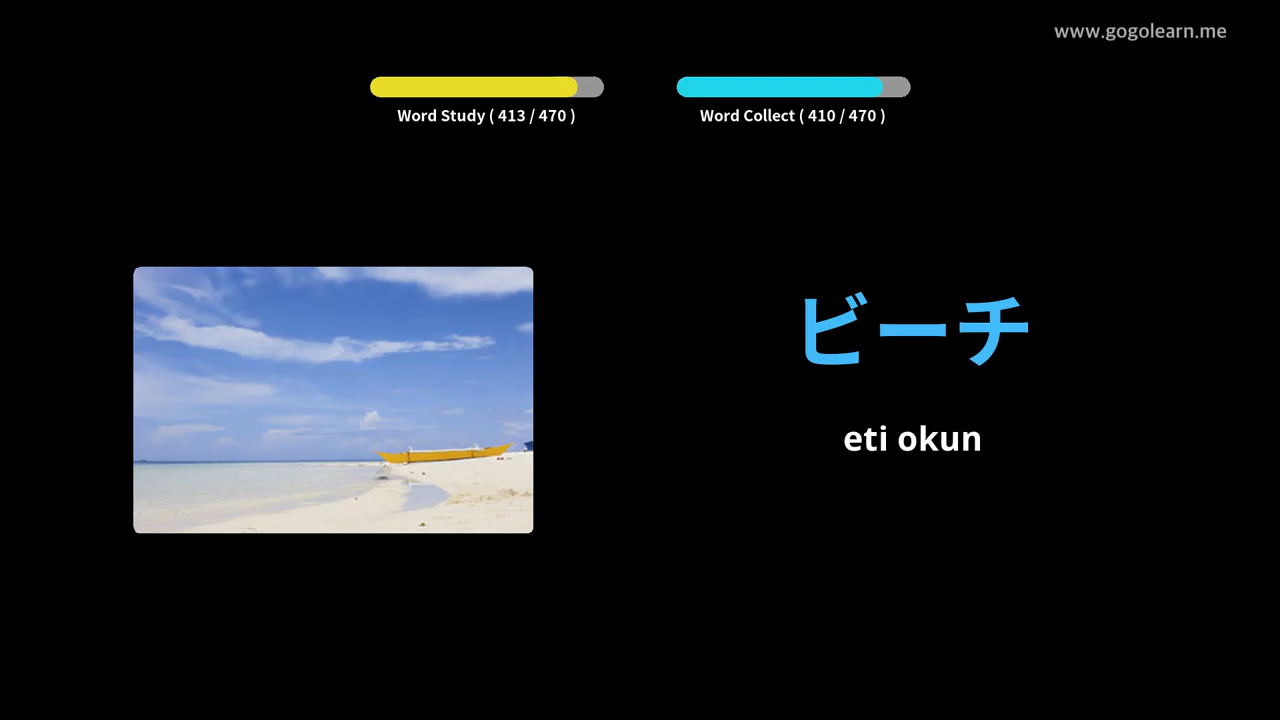 www.gogolearn.me
Word Study ( 413 / 470 )
Word Collect ( 410 / 470 )
ビーチ
eti okun